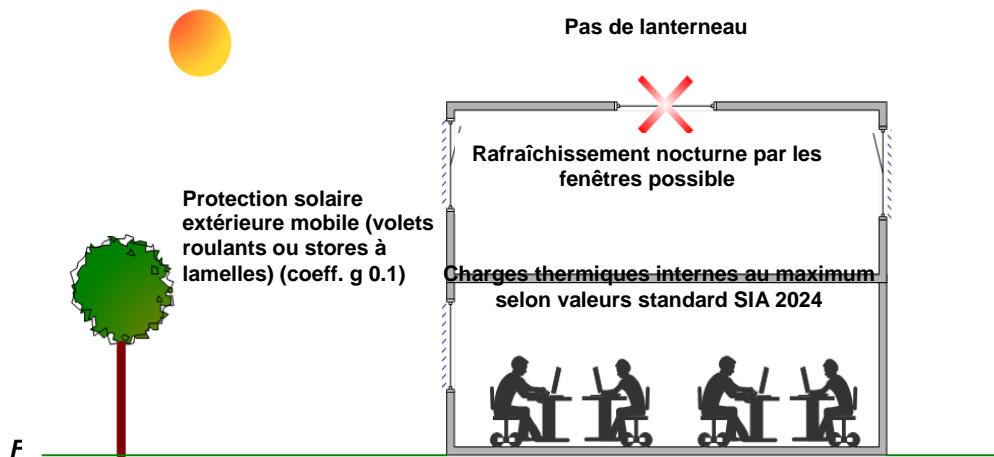 Pas de lanterneau
Rafraîchissement nocturne par les
fenêtres possible
Protection solaire
extérieure mobile (volets
roulants ou stores à
lamelles) (coeff. g 0.1)
Charges thermiques internes au maximum
selon valeurs standard SIA 2024
F